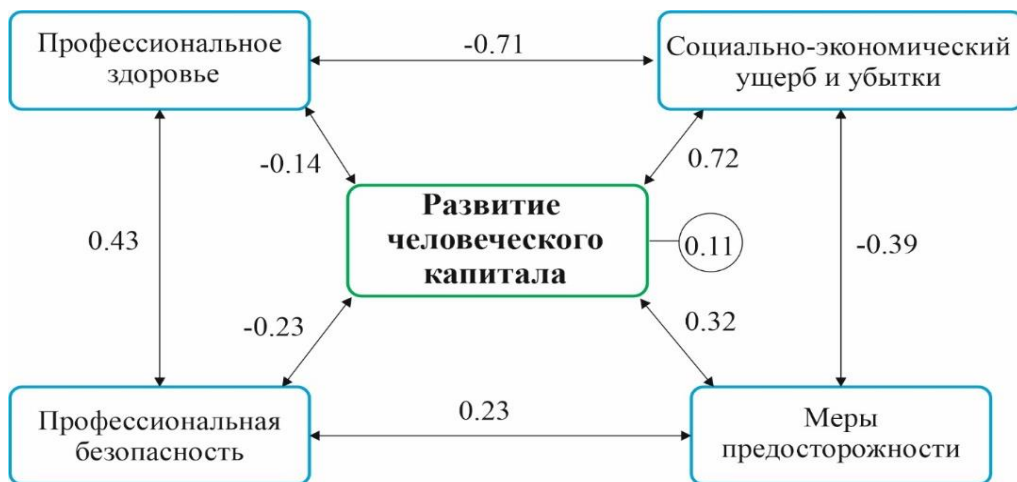 Профессиональное
здоровье
-0.71
Социально-экономический
ущерб и убытки
-0.14
0.72
Развитие
человеческого
капитала
0.11
0.43
-0.39
-0.23
0.32
Профессиональная
безопасность
0.23
Меры
предосторожности